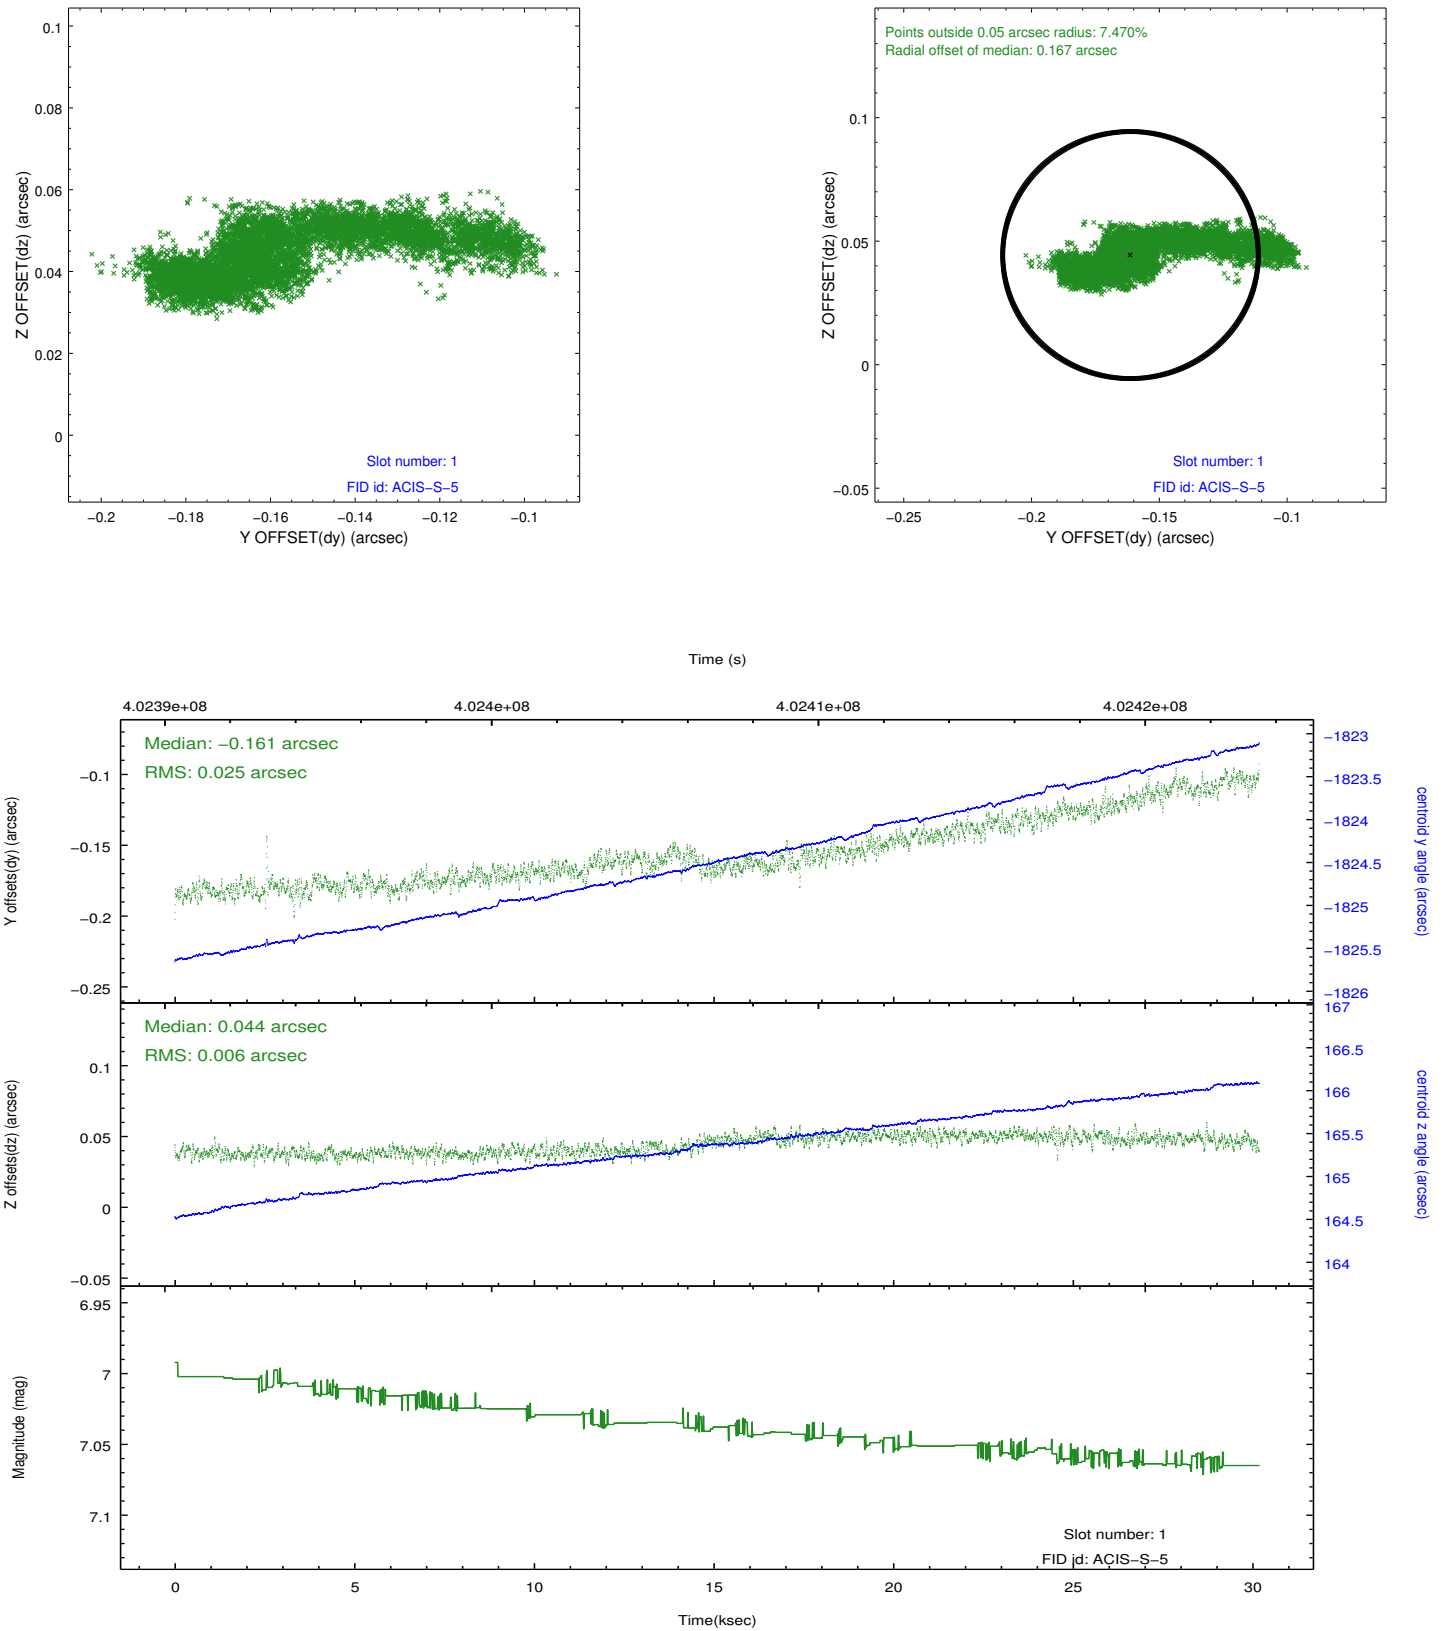 0.1
0.08
0.06
0.04
0.02
0
Z OFFSET(dz) (arcsec)
Slot number: 1
FID id: ACIS−S−5
−0.2
−0.18
−0.16
−0.14
−0.12
−0.1
Y OFFSET(dy) (arcsec)
Points outside 0.05 arcsec radius: 7.470%
Radial offset of median: 0.167 arcsec
0.1
0.05
0
−0.05
Z OFFSET(dz) (arcsec)
Slot number: 1
FID id: ACIS−S−5
−0.25
−0.2
−0.15
−0.1
Y OFFSET(dy) (arcsec)
Time (s)
4.0239e+08
4.024e+08
4.0241e+08
4.0242e+08
Median: −0.161 arcsec
RMS: 0.025 arcsec
−0.1
−0.15
−0.2
−0.25
Y offsets(dy) (arcsec)
−1823
−1823.5
−1824
−1824.5
−1825
−1825.5
−1826
centroid y angle (arcsec)
Median: 0.044 arcsec
RMS: 0.006 arcsec
0.1
0.05
0
−0.05
Z offsets(dz) (arcsec)
167
166.5
166
165.5
165
164.5
164
centroid z angle (arcsec)
6.95
7
7.05
7.1
Magnitude (mag)
Slot number: 1
FID id: ACIS−S−5
0
5
10
15
20
25
30
Time(ksec)